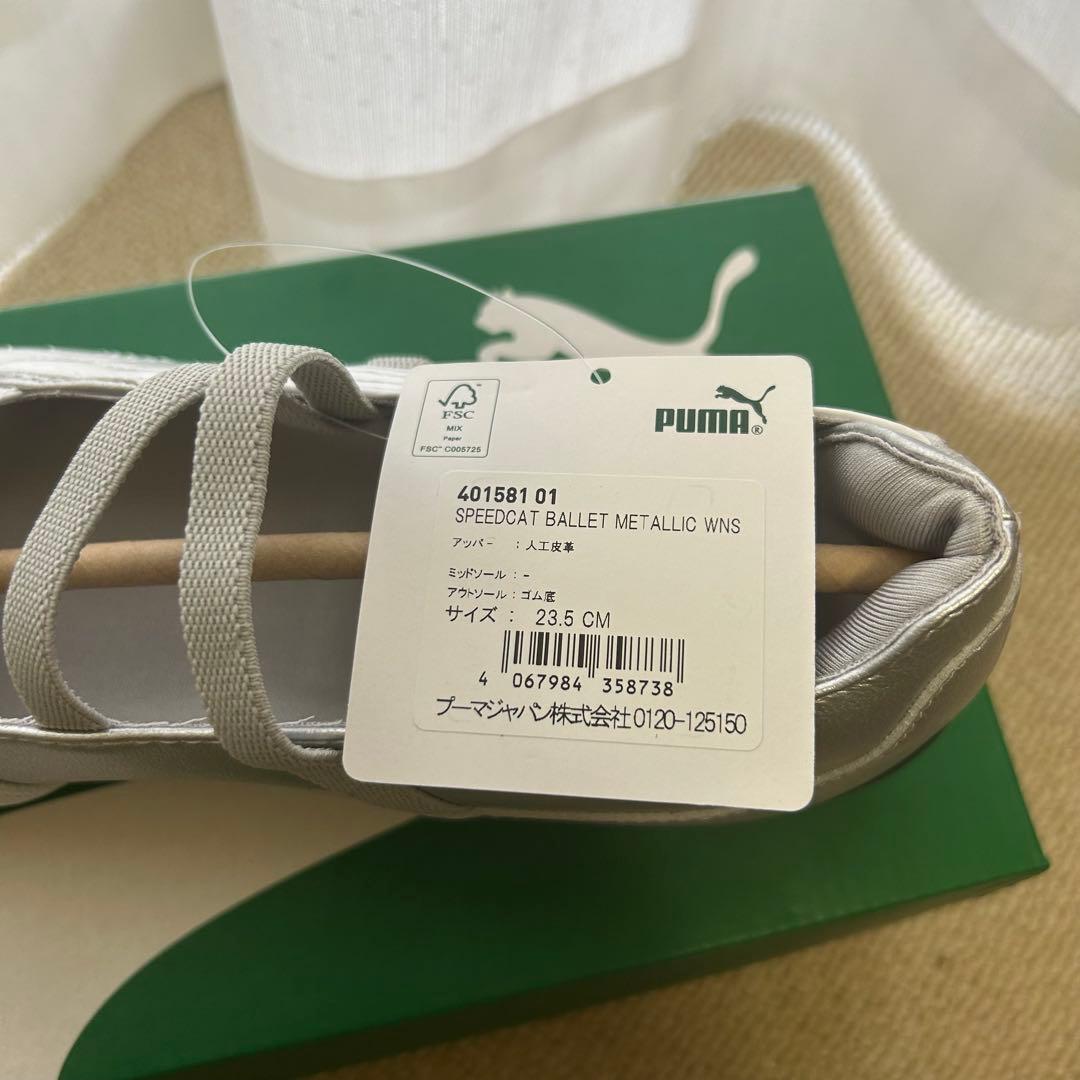 FSC™
MIX
Paper
FSC™ C005725
PUMA®
401581 01
SPEEDCAT BALLET METALLIC WNS
アッパー : 人工皮革
ミッドソール : -
アウトソール : ゴム底
サイズ : 23.5 CM
4 067984 358738
プーマジャパン株式会社 0120-125150